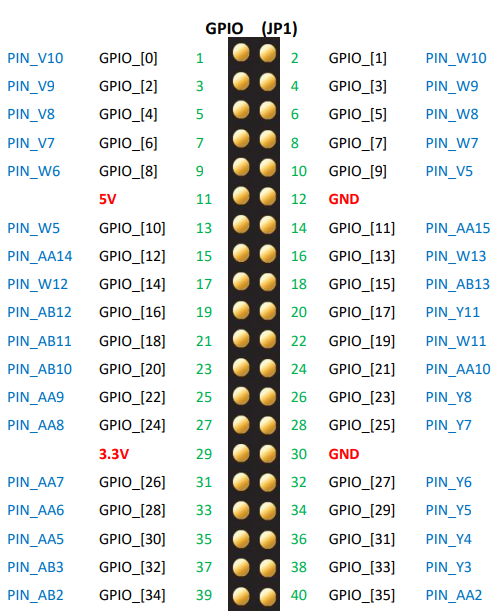 GPIO (JP1)
PIN_V10 GPIO_[0] 1 2 GPIO_[1] PIN_W10
PIN_V9 GPIO_[2] 3 4 GPIO_[3] PIN_W9
PIN_V8 GPIO_[4] 5 6 GPIO_[5] PIN_W8
PIN_V7 GPIO_[6] 7 8 GPIO_[7] PIN_W7
PIN_W6 GPIO_[8] 9 10 GPIO_[9] PIN_V5
5V 11 12 GND
PIN_W5 GPIO_[10] 13 14 GPIO_[11] PIN_AA15
PIN_AA14 GPIO_[12] 15 16 GPIO_[13] PIN_W13
PIN_W12 GPIO_[14] 17 18 GPIO_[15] PIN_AB13
PIN_AB12 GPIO_[16] 19 20 GPIO_[17] PIN_Y11
PIN_AB11 GPIO_[18] 21 22 GPIO_[19] PIN_W11
PIN_AB10 GPIO_[20] 23 24 GPIO_[21] PIN_AA10
PIN_AA9 GPIO_[22] 25 26 GPIO_[23] PIN_Y8
PIN_AA8 GPIO_[24] 27 28 GPIO_[25] PIN_Y7
3.3V 29 30 GND
PIN_AA7 GPIO_[26] 31 32 GPIO_[27] PIN_Y6
PIN_AA6 GPIO_[28] 33 34 GPIO_[29] PIN_Y5
PIN_AA5 GPIO_[30] 35 36 GPIO_[31] PIN_Y4
PIN_AB3 GPIO_[32] 37 38 GPIO_[33] PIN_Y3
PIN_AB2 GPIO_[34] 39 40 GPIO_[35] PIN_AA2